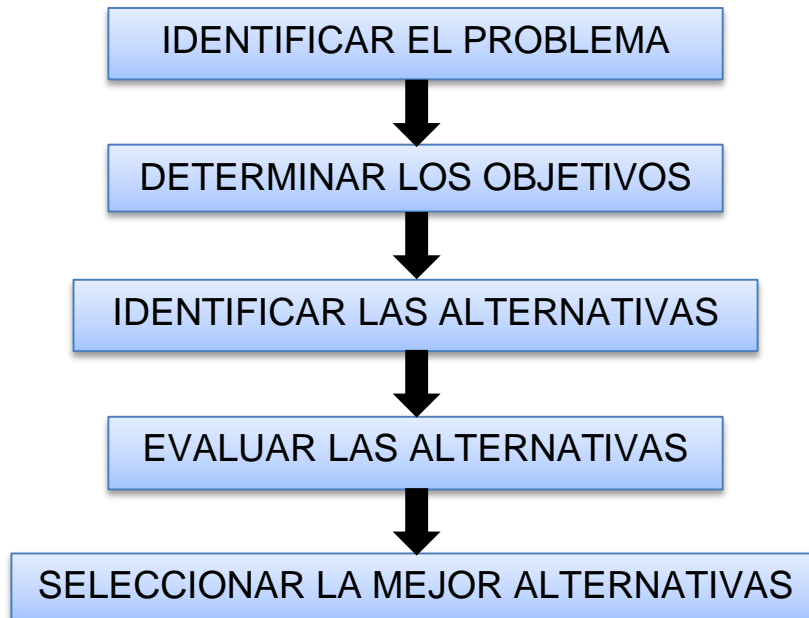 IDENTIFICAR EL PROBLEMA
DETERMINAR LOS OBJETIVOS
IDENTIFICAR LAS ALTERNATIVAS
EVALUAR LAS ALTERNATIVAS
SELECCIONAR LA MEJOR ALTERNATIVAS